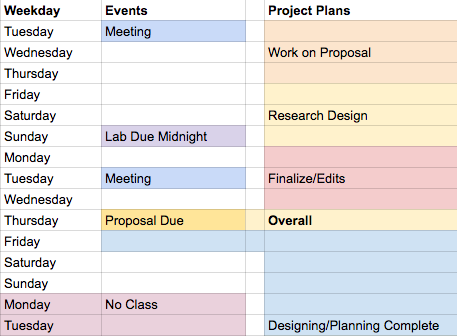 Weekday Events Project Plans
Tuesday Meeting
Wednesday Work on Proposal
Thursday
Friday
Saturday Research Design
Sunday Lab Due Midnight
Monday
Tuesday Meeting Finalize/Edits
Wednesday
Thursday Proposal Due Overall
Friday
Saturday
Sunday
Monday No Class
Tuesday Designing/Planning Complete